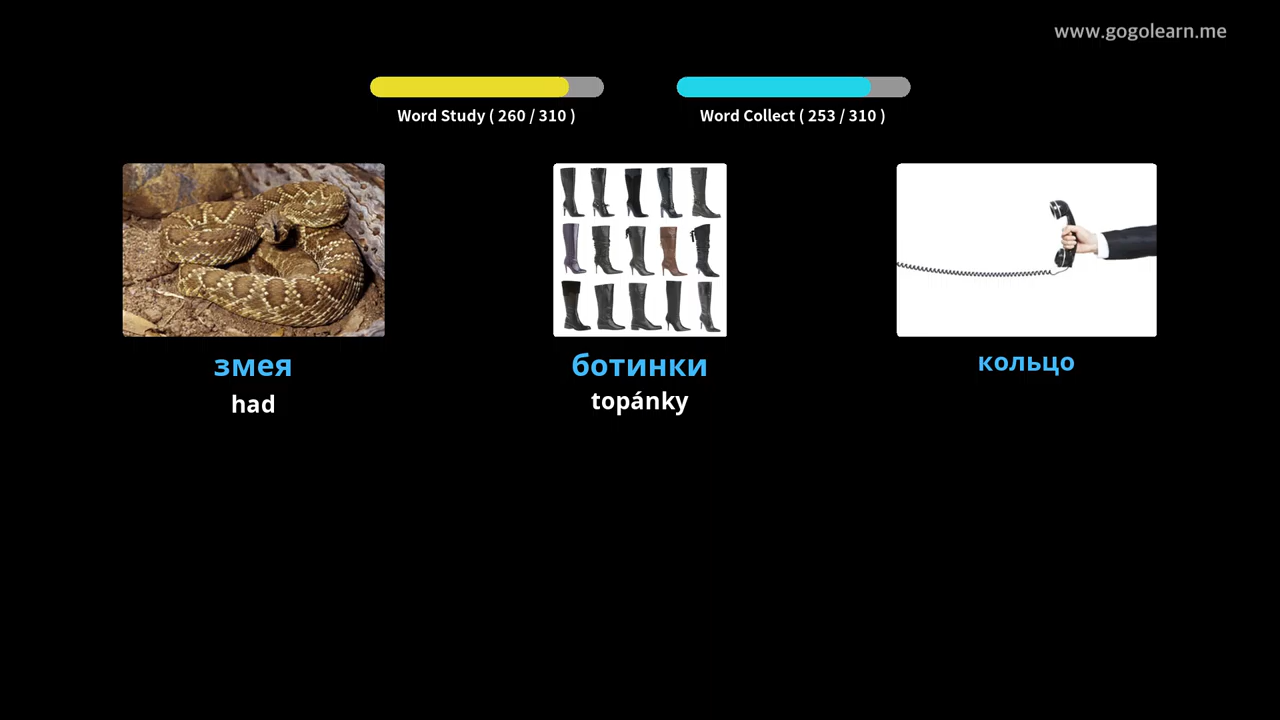 www.gogolearn.me
Word Study ( 260 / 310 )
Word Collect ( 253 / 310 )
змея
had
ботинки
topánky
кольцо